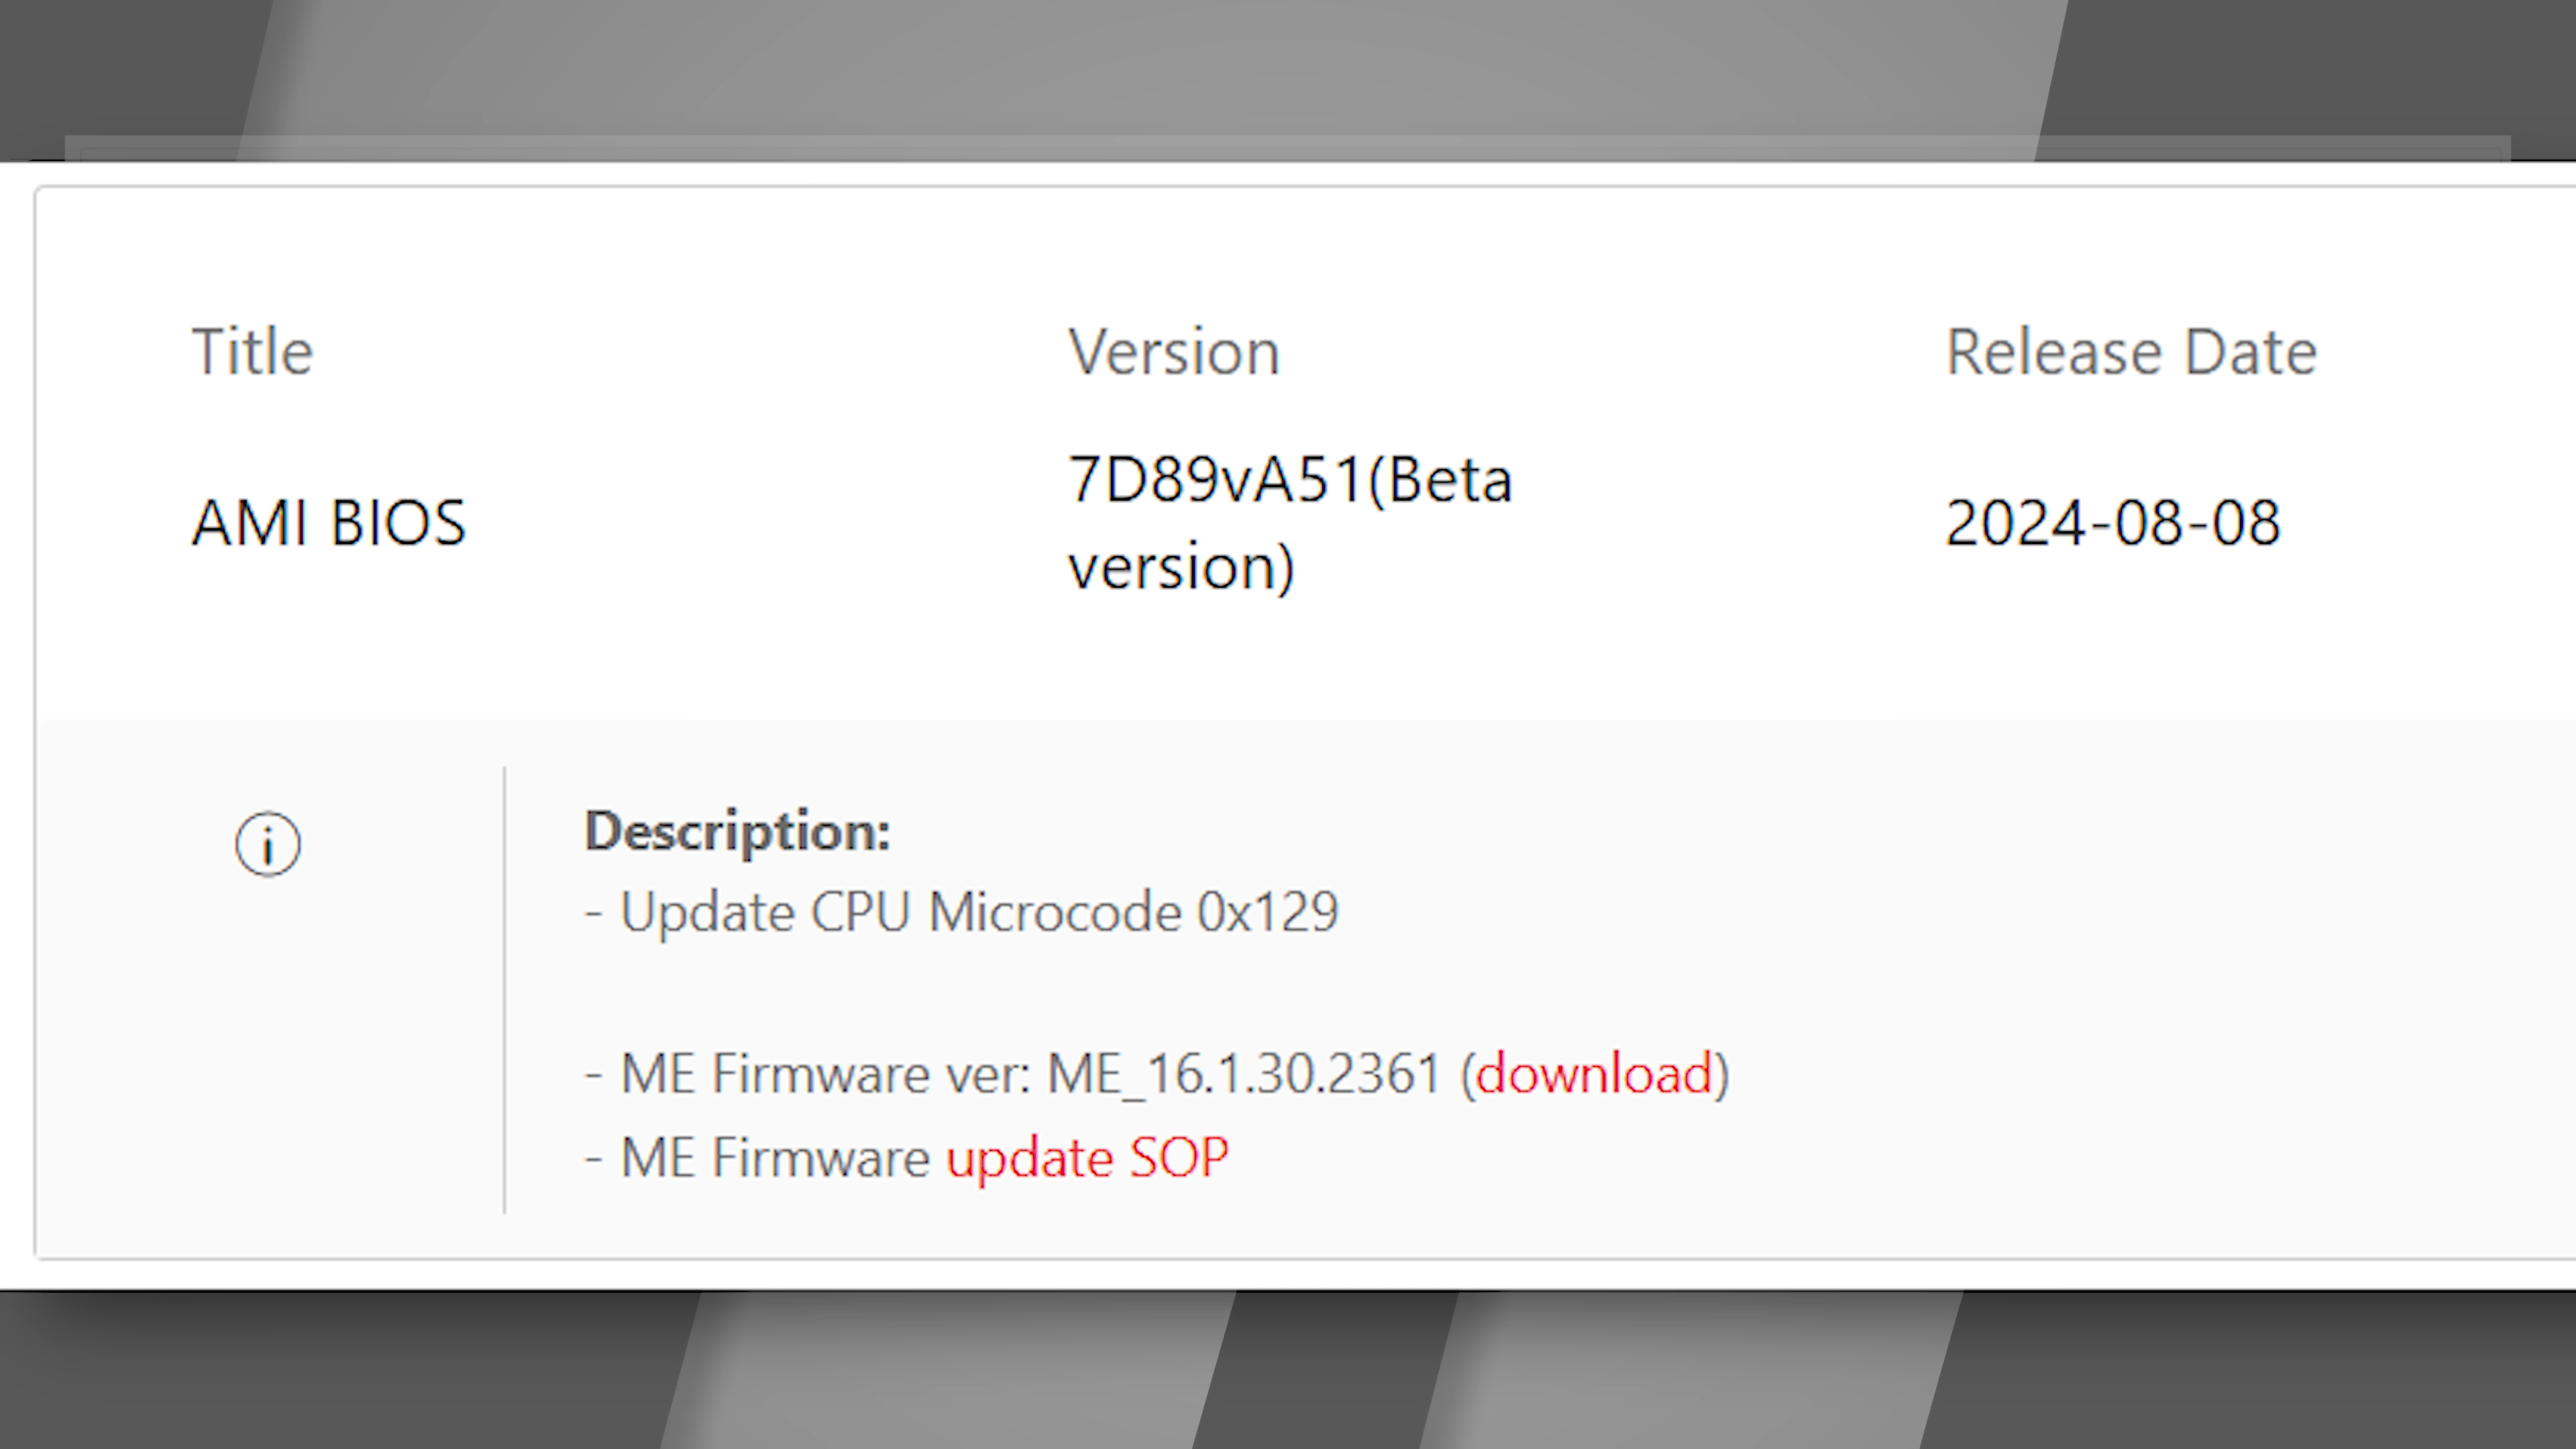 Title
Version
Release Date
AMI BIOS
7D89vA51(Beta
version)
2024-08-08
Description:
- Update CPU Microcode 0x129
- ME Firmware ver: ME_16.1.30.2361 (download)
- ME Firmware update SOP